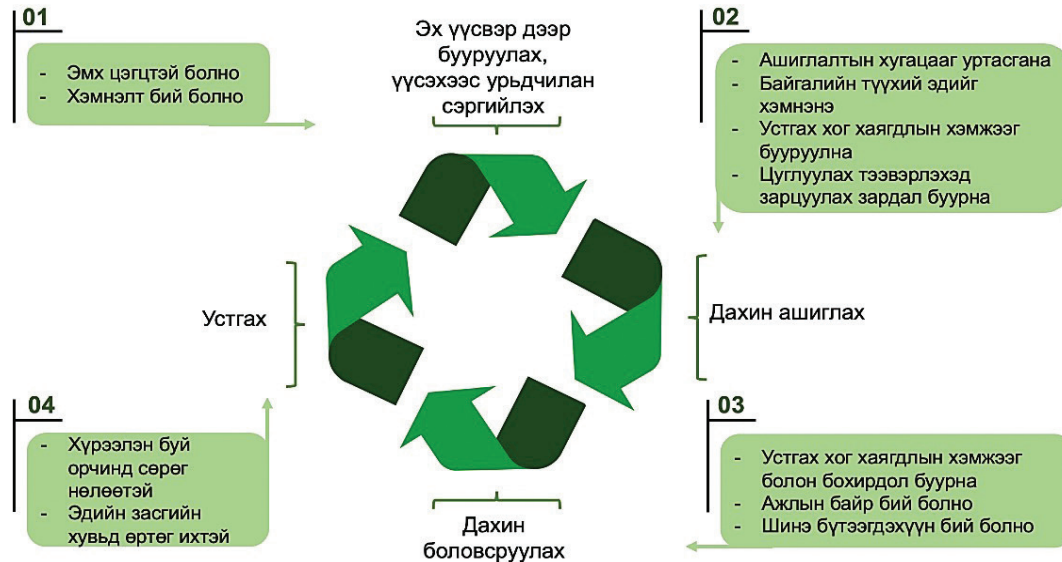 01
- Эмх цэгцтэй болно
- Хэмнэлт бий болно
Эх үүсвэр дээр
бууруулах,
үүсэхээс урьдчилан
сэргийлэх
02
- Ашиглалтын хугацааг уртасгана
- Байгалийн түүхий эдийг
хэмнэнэ
- Устгах хог хаягдлын хэмжээг
бууруулна
- Цуглуулах тээвэрлэхэд
зарцуулах зардал буурна
Устгах
Дахин ашиглах
04
- Хүрээлэн буй
орчинд сөрөг
нөлөөтэй
- Эдийн засгийн
хувьд өртөг ихтэй
Дахин
боловсруулах
03
- Устгах хог хаягдлын хэмжээг
болон бохирдол буурна
- Ажлын байр бий болно
- Шинэ бүтээгдэхүүн бий болно